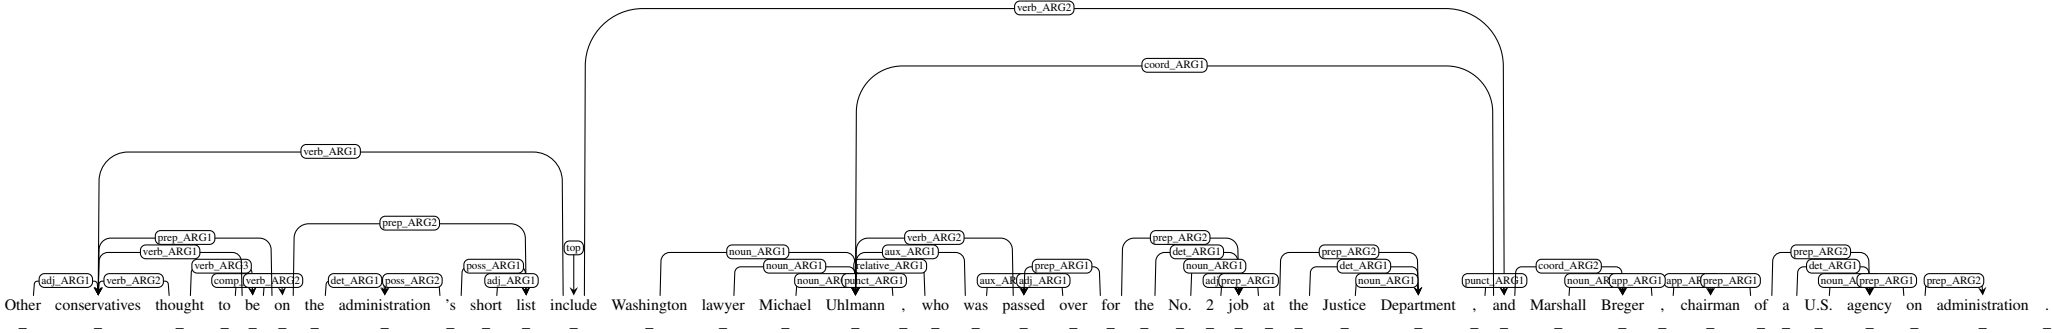 verb_ARG2
coord_ARG1
verb_ARG1
prep_ARG2
prep_ARG1 verb_ARG2 prep_ARG2
top
verb_ARG1 noun_ARG1 aux_ARG1 det_ARG1 prep_ARG2 prep_ARG2
verb_ARG3 poss_ARG1 noun_ARG1 relative_ARG1 prep_ARG1 noun_ARG1 det_ARG1 coord_ARG2 det_ARG1
adj_ARG1 verb_ARG2 verb_ARG2 det_ARG1 poss_ARG2 adj_ARG1 punct_ARG1 adj_ARG1 prep_ARG1 noun_ARG1 punct_ARG1 app_ARG1 prep_ARG1 prep_ARG1 prep_ARG2
Other conservatives thought to be on the administration 's short list include Washington lawyer Michael Uhlmann , who was passed over for the No. 2 job at the Justice Department , and Marshall Breger , chairman of a U.S. agency on administration .